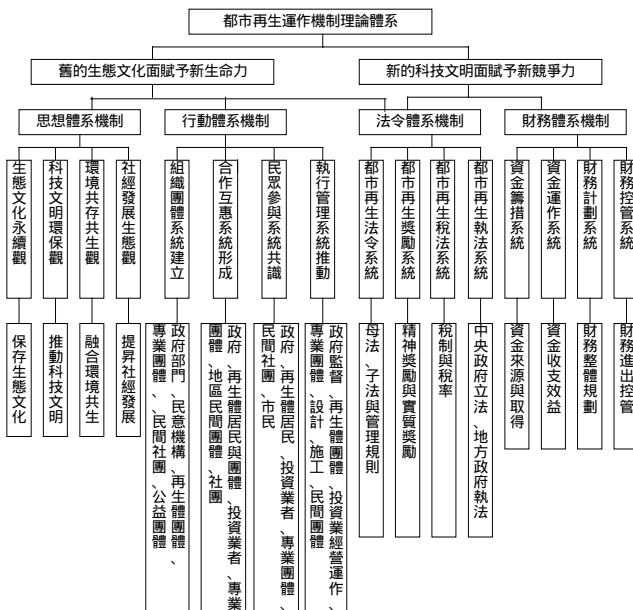 都市再生運作機制理論體系
舊的生態文化面賦予新生命力
新的科技文明面賦予新競爭力
思想體系機制
行動體系機制
法令體系機制
財務體系機制
生態文化永續觀
科技文明環保觀
環境共存共生觀
社經發展生態觀
組織團體系統建立
合作互惠系統形成
民眾參與系統共識
執行管理系統推動
都市再生法令系統
都市再生獎勵系統
都市再生稅法系統
都市再生執法系統
資金籌措系統
資金運作系統
財務計劃系統
財務控管系統
保存生態文化
推動科技文明
融合環境共生
提昇社經發展
政府部門、民意機構、再生體團體、
專業團體、、民間社團、公益團體
政府、再生體居民與團體、投資業者、專業
團體、地區民間團體、社團
政府、再生體居民、投資業者、專業團體、
民間社團、市民
政府監督、再生體團體、投資業經營運作、
專業團體、設計、施工、民間團體
母法、子法與管理規則
精神獎勵與實質獎勵
稅制與稅率
中央政府立法、地方政府執法
資金來源與取得
資金收支效益
財務整體規劃
財務進出控管